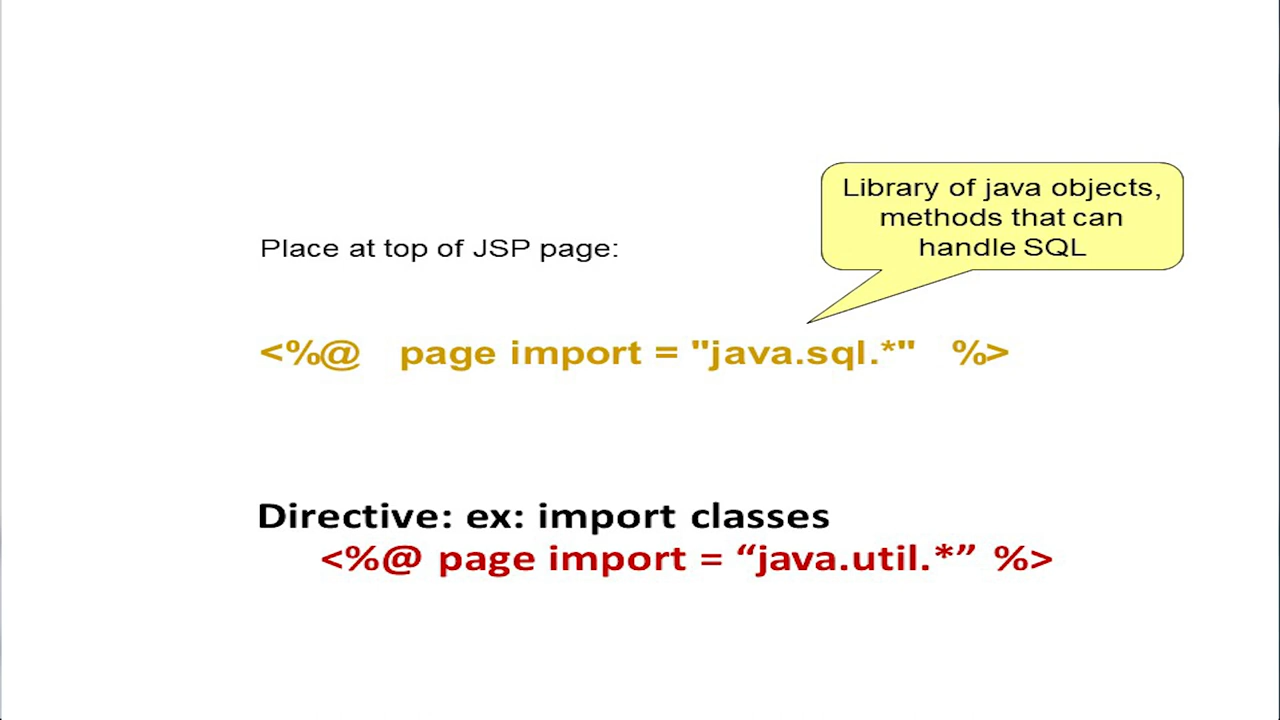 Library of java objects,
methods that can
handle SQL
Place at top of JSP page:
<%@   page import = "java.sql.*"   %>
Directive: ex: import classes
<%@ page import = “java.util.*” %>